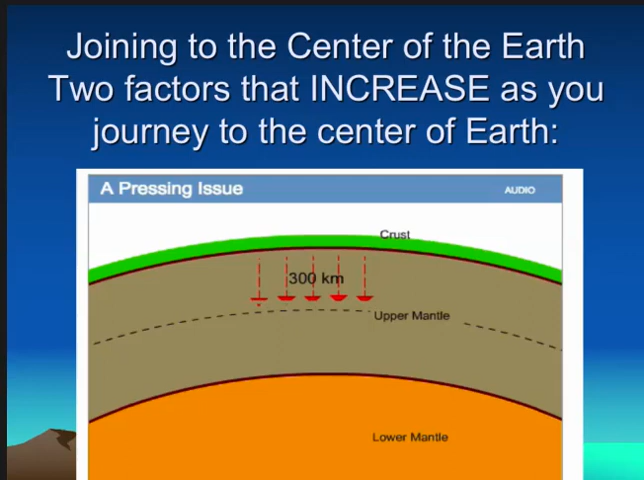 Joining to the Center of the Earth
Two factors that INCREASE as you
journey to the center of Earth:
A Pressing Issue
AUDIO
Crust
300 km
Upper Mantle
Lower Mantle